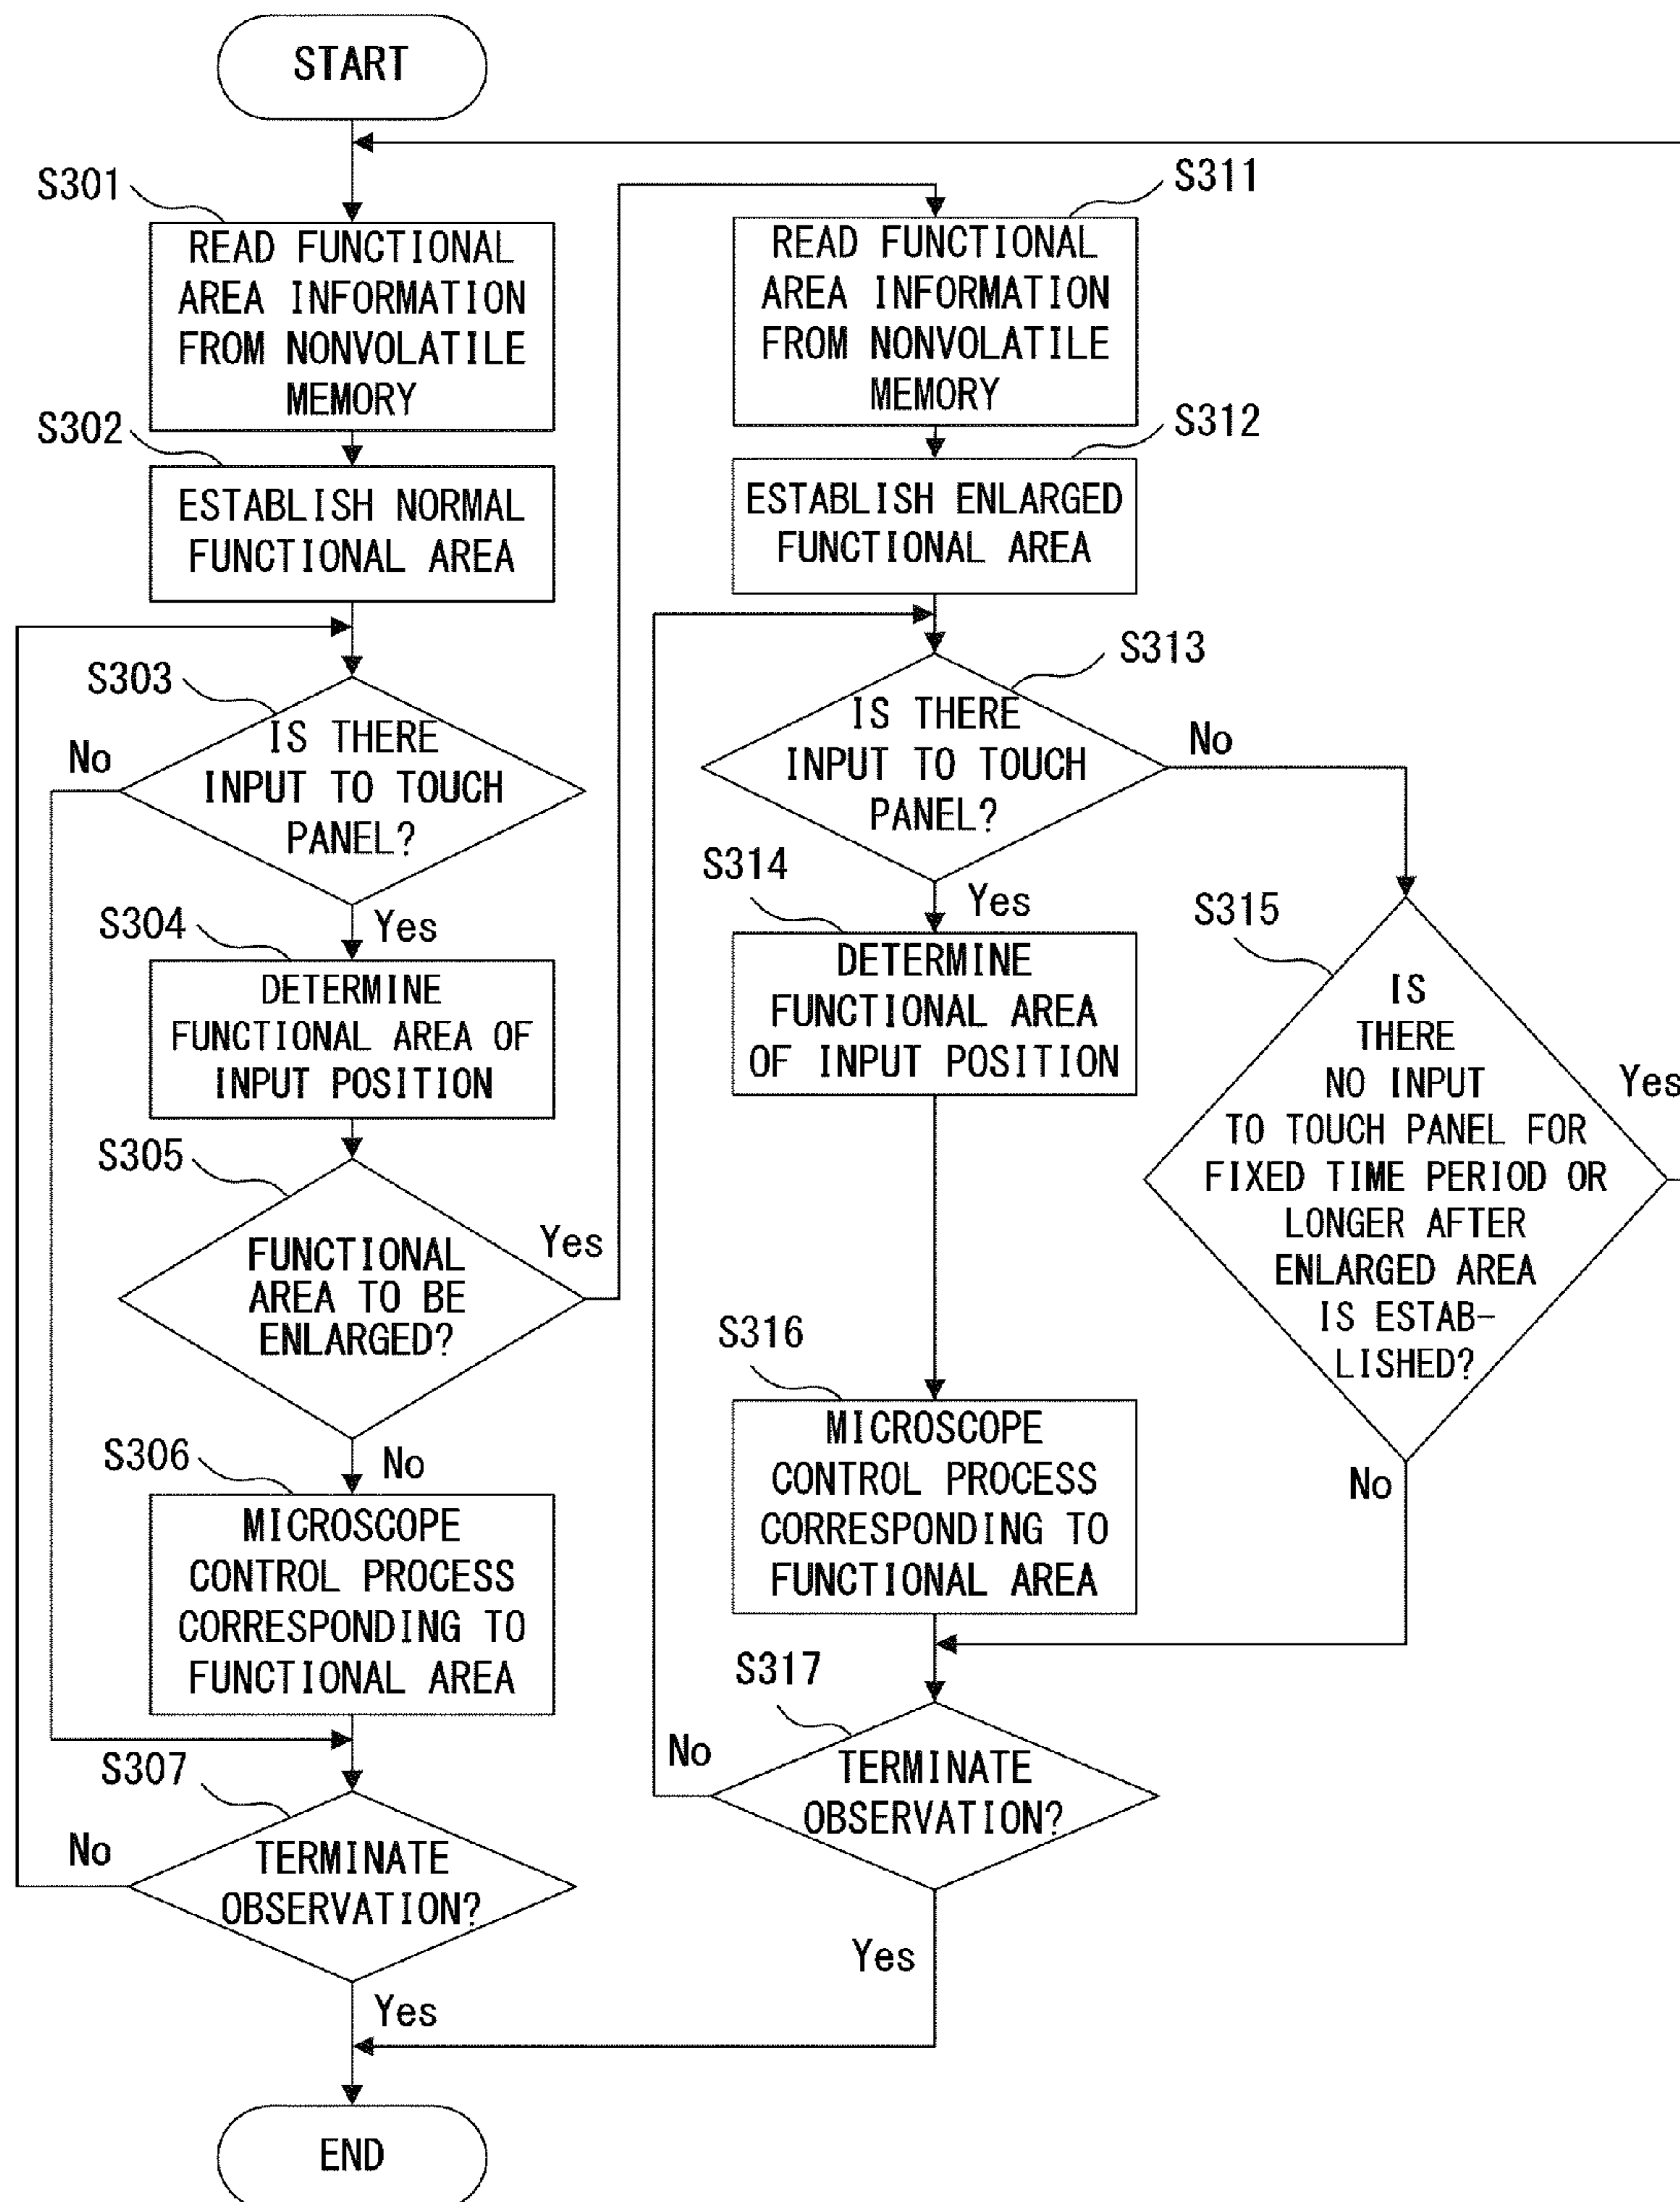 START
S301
READ FUNCTIONAL
AREA INFORMATION
FROM NONVOLATILE
MEMORY
S302
ESTABLISH NORMAL
FUNCTIONAL AREA
S303
IS THERE
INPUT TO TOUCH
PANEL?
No
Yes
S304
DETERMINE
FUNCTIONAL AREA OF
INPUT POSITION
S305
FUNCTIONAL
AREA TO BE
ENLARGED?
Yes
No
S306
MICROSCOPE
CONTROL PROCESS
CORRESPONDING TO
FUNCTIONAL AREA
S307
TERMINATE
OBSERVATION?
No
Yes
END
S311
READ FUNCTIONAL
AREA INFORMATION
FROM NONVOLATILE
MEMORY
S312
ESTABLISH ENLARGED
FUNCTIONAL AREA
S313
IS THERE
INPUT TO TOUCH
PANEL?
No
Yes
S314
DETERMINE
FUNCTIONAL AREA
OF INPUT POSITION
S315
IS
THERE
NO INPUT
TO TOUCH PANEL FOR
FIXED TIME PERIOD OR
LONGER AFTER
ENLARGED AREA
IS ESTAB-
LISHED?
Yes
No
S316
MICROSCOPE
CONTROL PROCESS
CORRESPONDING TO
FUNCTIONAL AREA
S317
TERMINATE
OBSERVATION?
No
Yes